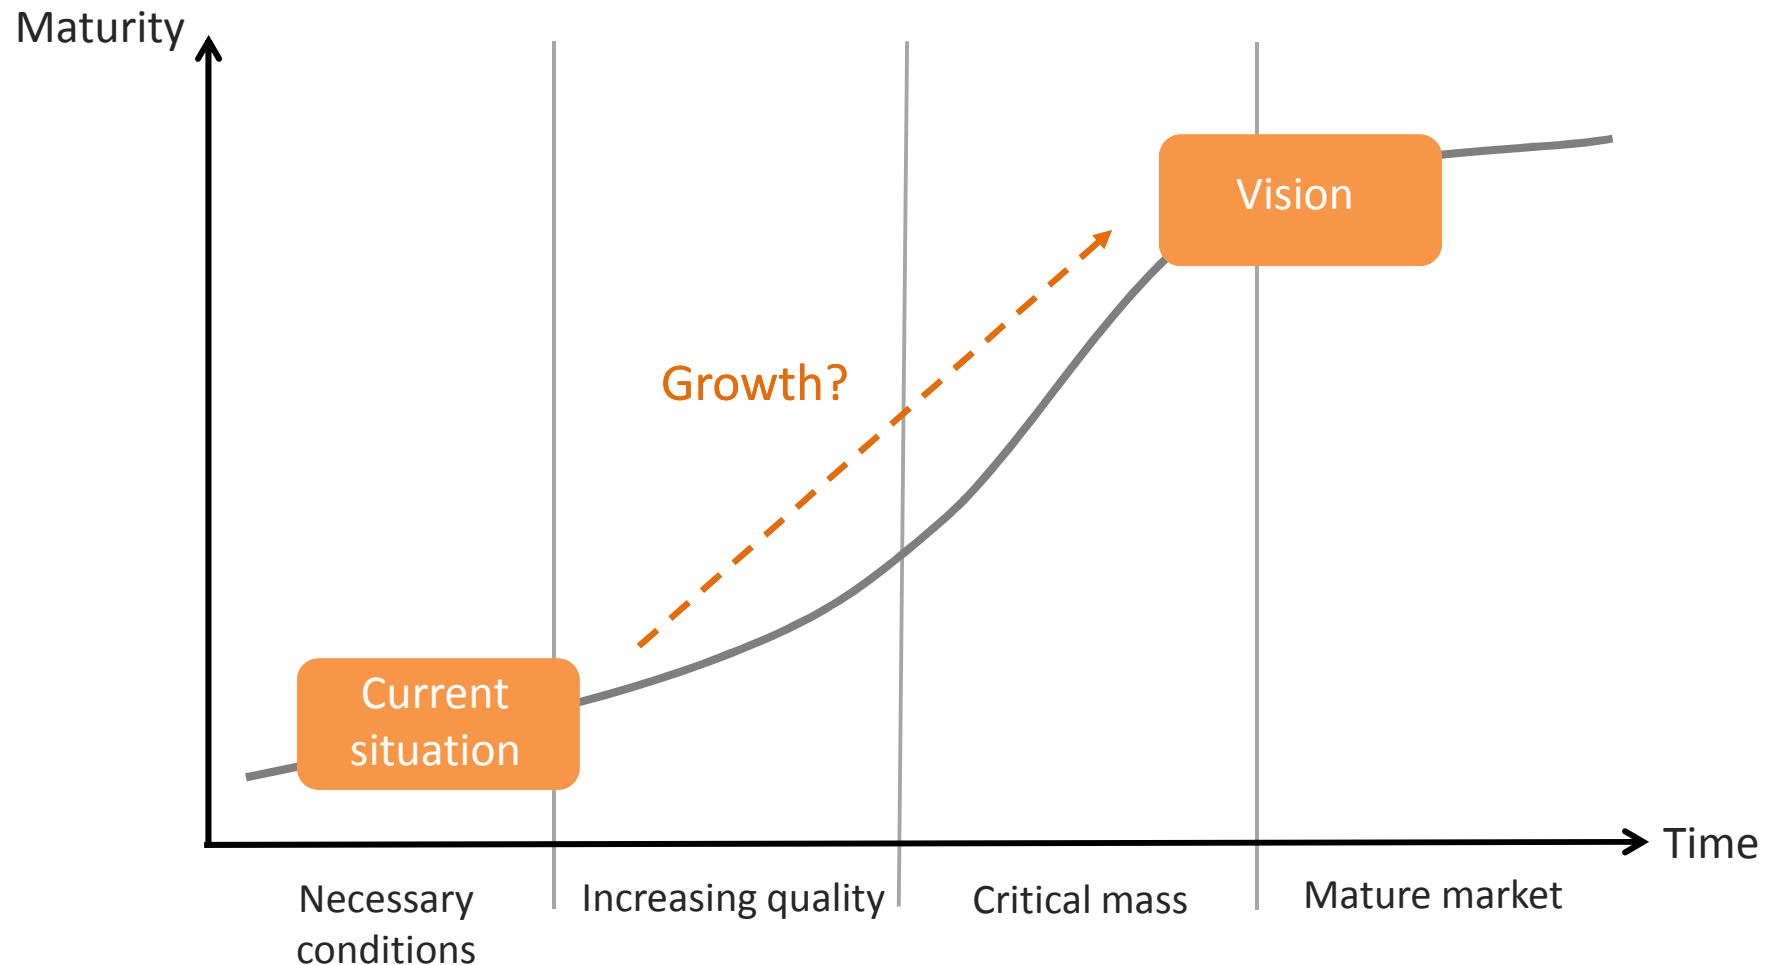 Maturity
Vision
Growth?
Current
situation
Time
Necessary
conditions
Increasing quality
Critical mass
Mature market